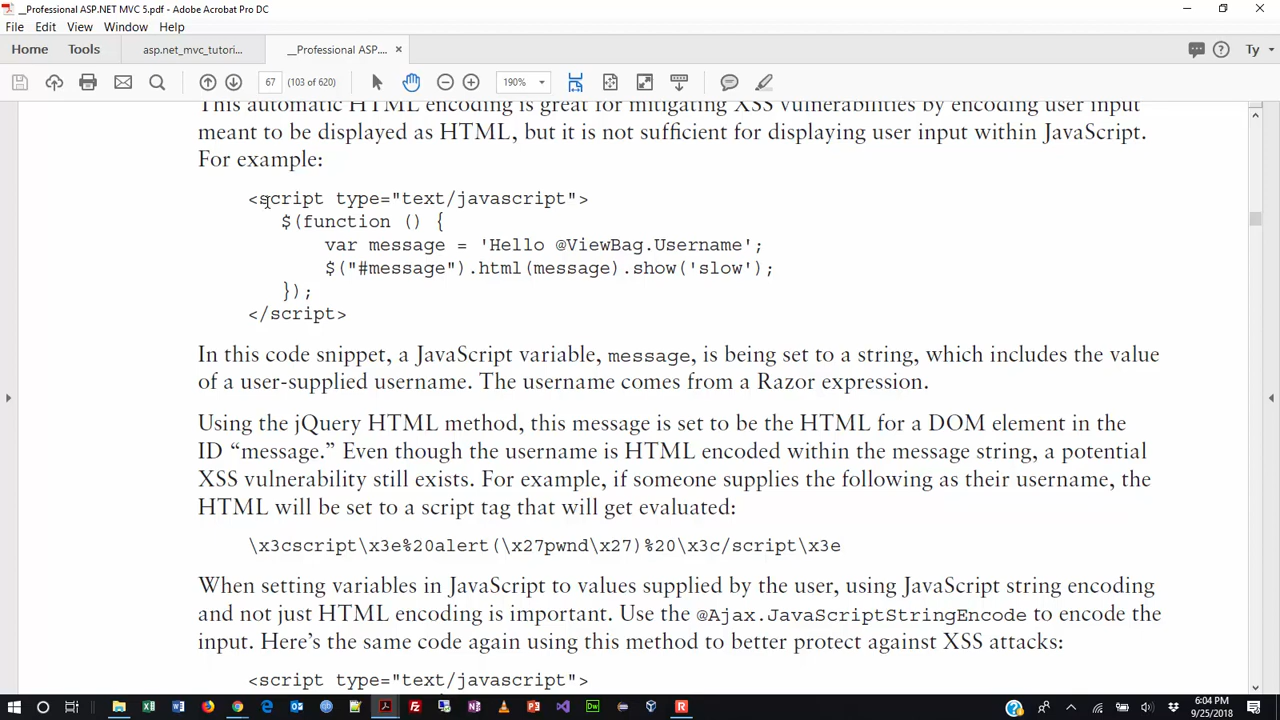 __Professional ASP.NET MVC 5.pdf - Adobe Acrobat Pro DC
File Edit View Window Help
Home Tools asp.net_mvc_tutori... __Professional ASP.... ×
67 (103 of 620) 190% Ty
This automatic HTML encoding is great for mitigating XSS vulnerabilities by encoding user input
meant to be displayed as HTML, but it is not sufficient for displaying user input within JavaScript.
For example:
<script type="text/javascript">
$(function () {
var message = 'Hello @ViewBag.Username';
$("#message").html(message).show('slow');
});
</script>
In this code snippet, a JavaScript variable, message, is being set to a string, which includes the value
of a user-supplied username. The username comes from a Razor expression.
Using the jQuery HTML method, this message is set to be the HTML for a DOM element in the
ID “message.” Even though the username is HTML encoded within the message string, a potential
XSS vulnerability still exists. For example, if someone supplies the following as their username, the
HTML will be set to a script tag that will get evaluated:
\x3cscript\x3e%20alert(\x27pwnd\x27)%20\x3c/script\x3e
When setting variables in JavaScript to values supplied by the user, using JavaScript string encoding
and not just HTML encoding is important. Use the @Ajax.JavaScriptStringEncode to encode the
input. Here’s the same code again using this method to better protect against XSS attacks:
<script type="text/javascript">
6:04 PM
9/25/2018